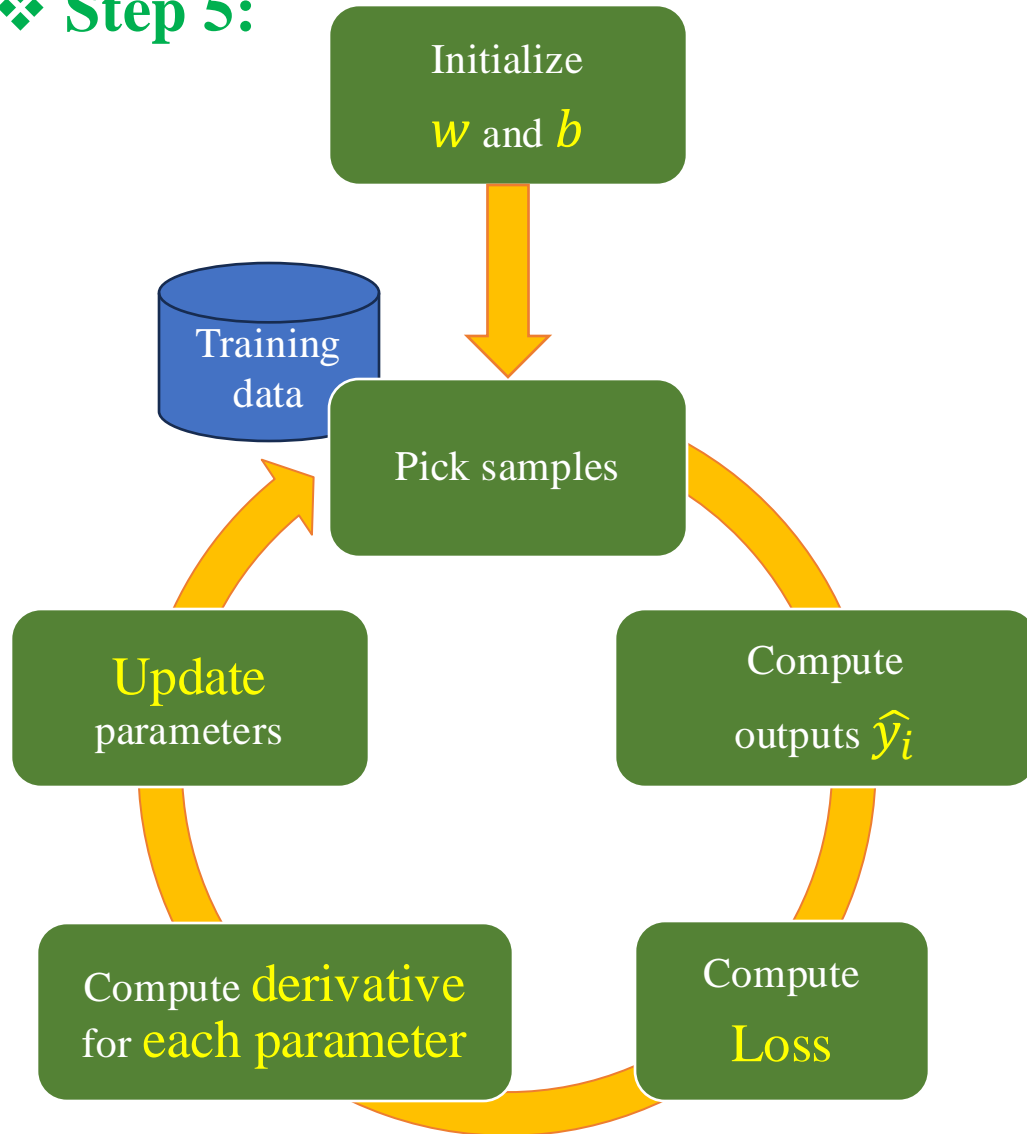 ❖ Step 5:
Initialize
w and b
Training
data
Pick samples
Compute
outputs ŷᵢ
Compute
Loss
Compute derivative
for each parameter
Update
parameters